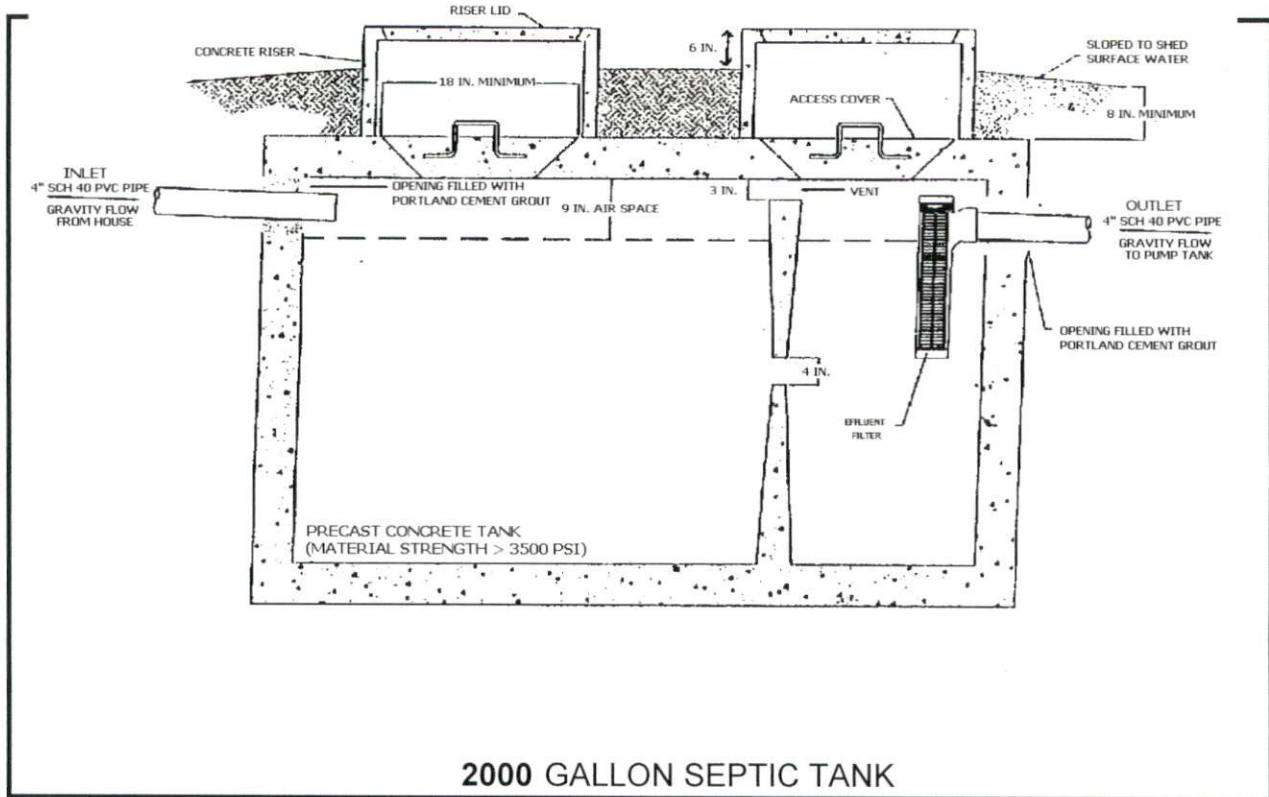 RISER LID
CONCRETE RISER
6 IN.
SLOPED TO SHED
SURFACE WATER
18 IN. MINIMUM
ACCESS COVER
8 IN. MINIMUM
INLET
4" SCH 40 PVC PIPE
GRAVITY FLOW
FROM HOUSE
OPENING FILLED WITH
PORTLAND CEMENT GROUT
9 IN. AIR SPACE
3 IN.
VENT
OUTLET
4" SCH 40 PVC PIPE
GRAVITY FLOW
TO PUMP TANK
OPENING FILLED WITH
PORTLAND CEMENT GROUT
4 IN.
EFFLUENT
FILTER
PRECAST CONCRETE TANK
(MATERIAL STRENGTH > 3500 PSI)
2000 GALLON SEPTIC TANK